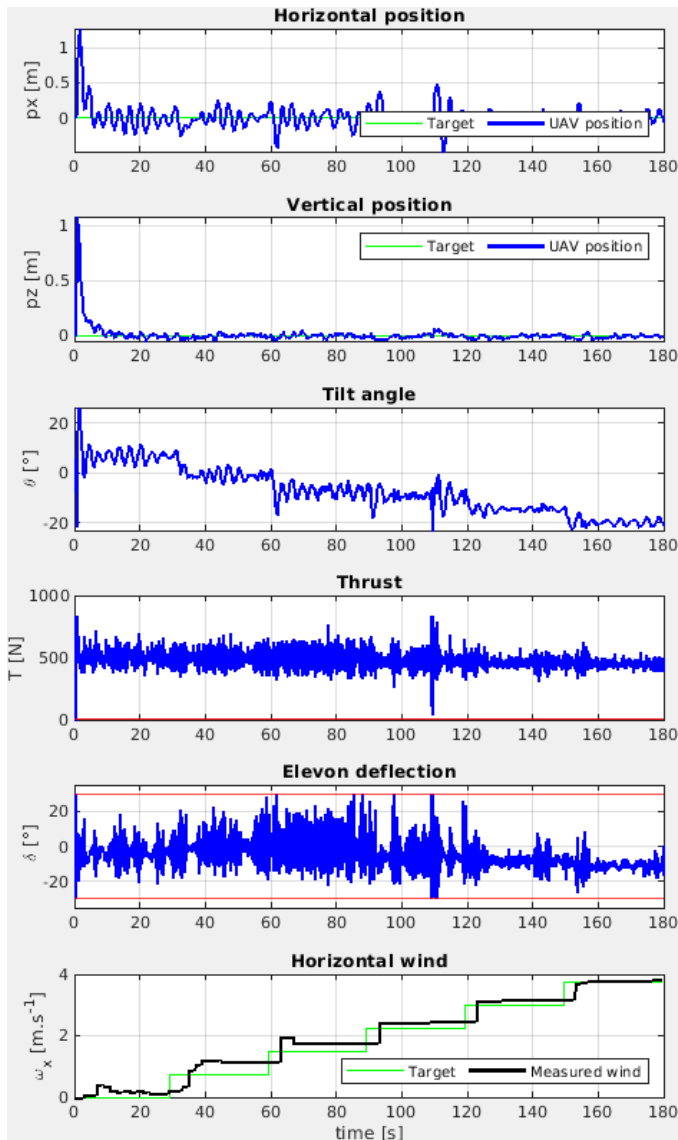 Horizontal position
px [m]
1
0.5
0
Target UAV position
0 20 40 60 80 100 120 140 160 180
Vertical position
pz [m]
1
0.5
0
Target UAV position
0 20 40 60 80 100 120 140 160 180
Tilt angle
θ [°]
20
0
-20
0 20 40 60 80 100 120 140 160 180
Thrust
T [N]
1000
500
0
0 20 40 60 80 100 120 140 160 180
Elevon deflection
δ [°]
20
0
-20
0 20 40 60 80 100 120 140 160 180
Horizontal wind
ω_x [m.s⁻¹]
4
2
0
Target Measured wind
0 20 40 60 80 100 120 140 160 180
time [s]